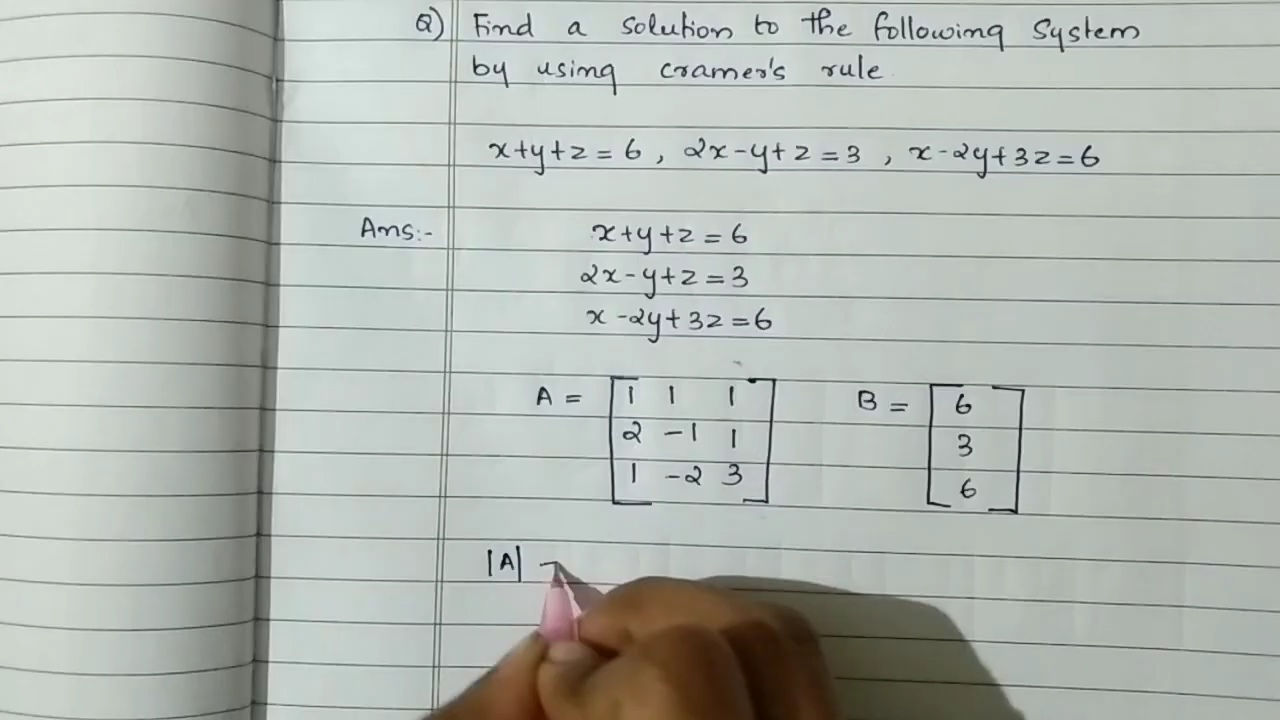 Q) Find a solution to the following System
by using cramer's rule.
x+y+z=6, 2x-y+z=3, x-2y+3z=6
Ans:- x+y+z=6
2x-y+z=3
x-2y+3z=6
A = [1 1 1 B = [6
2 -1 1 3
1 -2 3] 6]
|A|